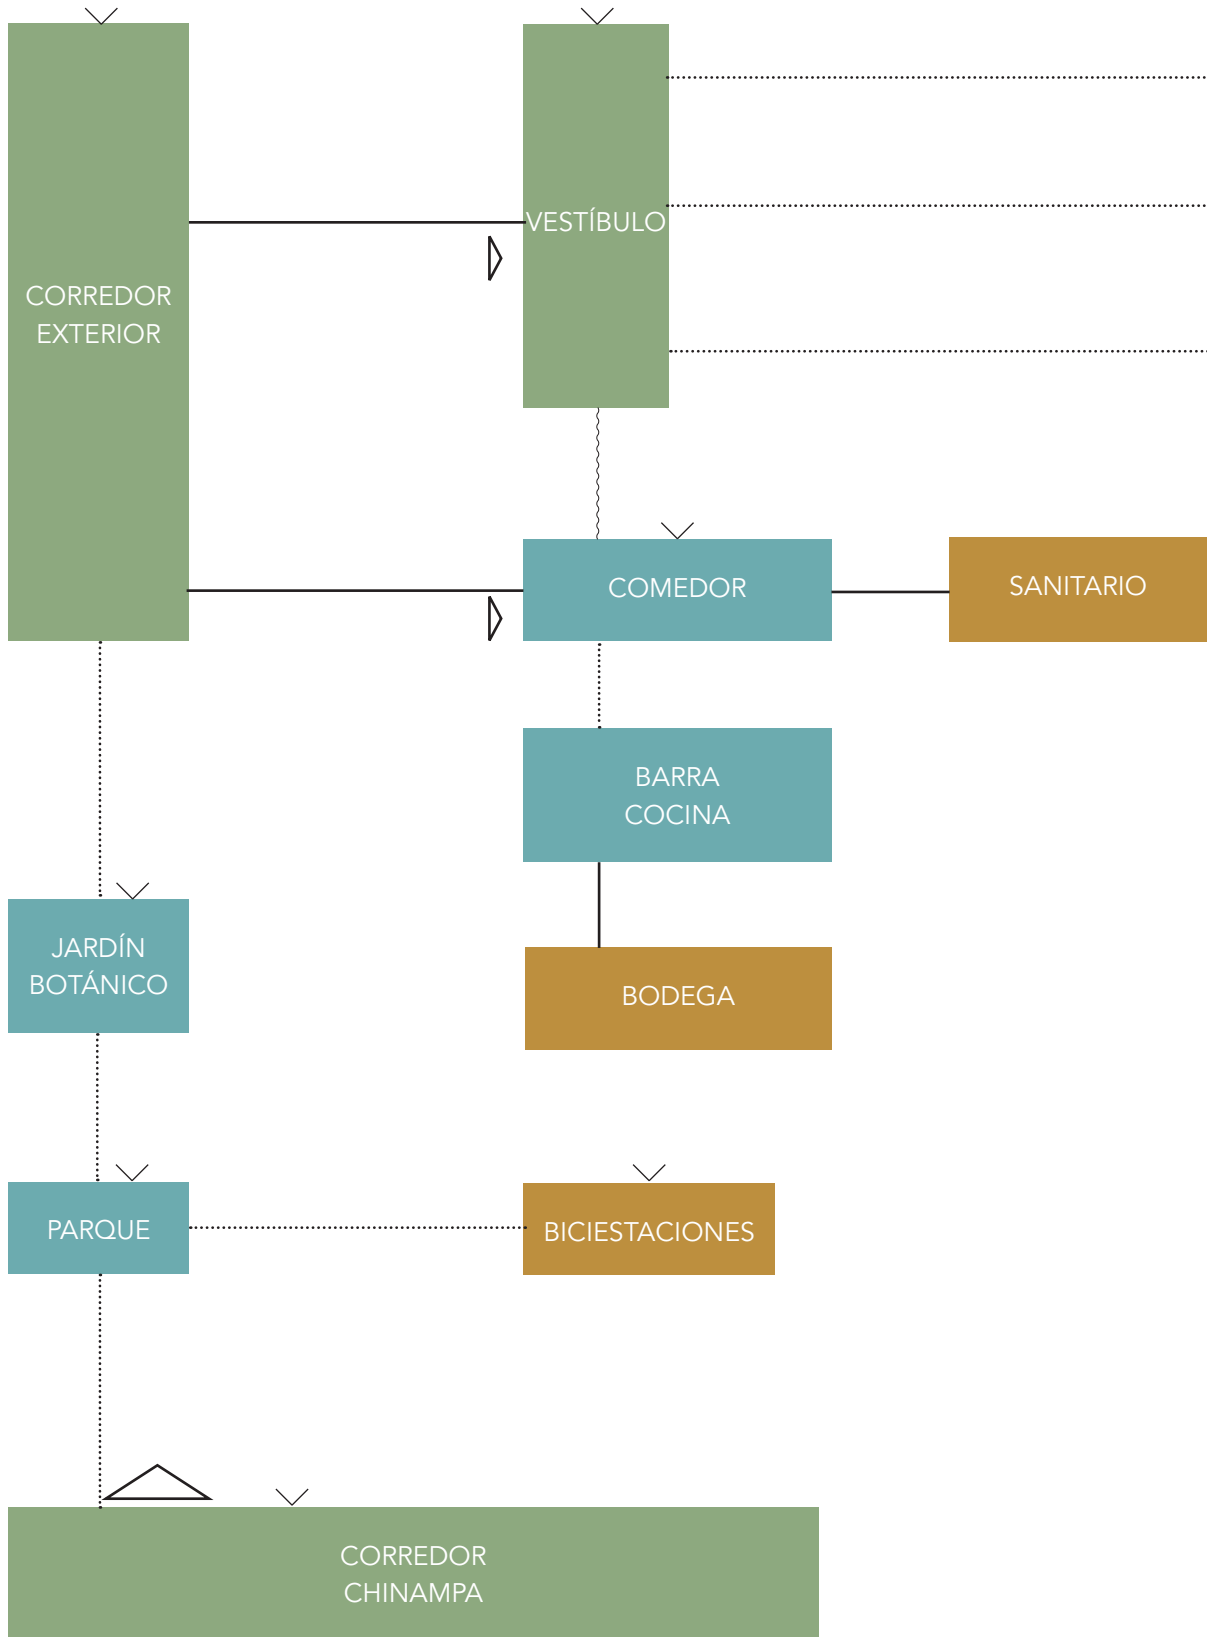 VESTÍBULO
CORREDOR
EXTERIOR
COMEDOR
SANITARIO
BARRA
COCINA
JARDÍN
BOTÁNICO
BODEGA
PARQUE
BICIESTACIONES
CORREDOR
CHINAMPA